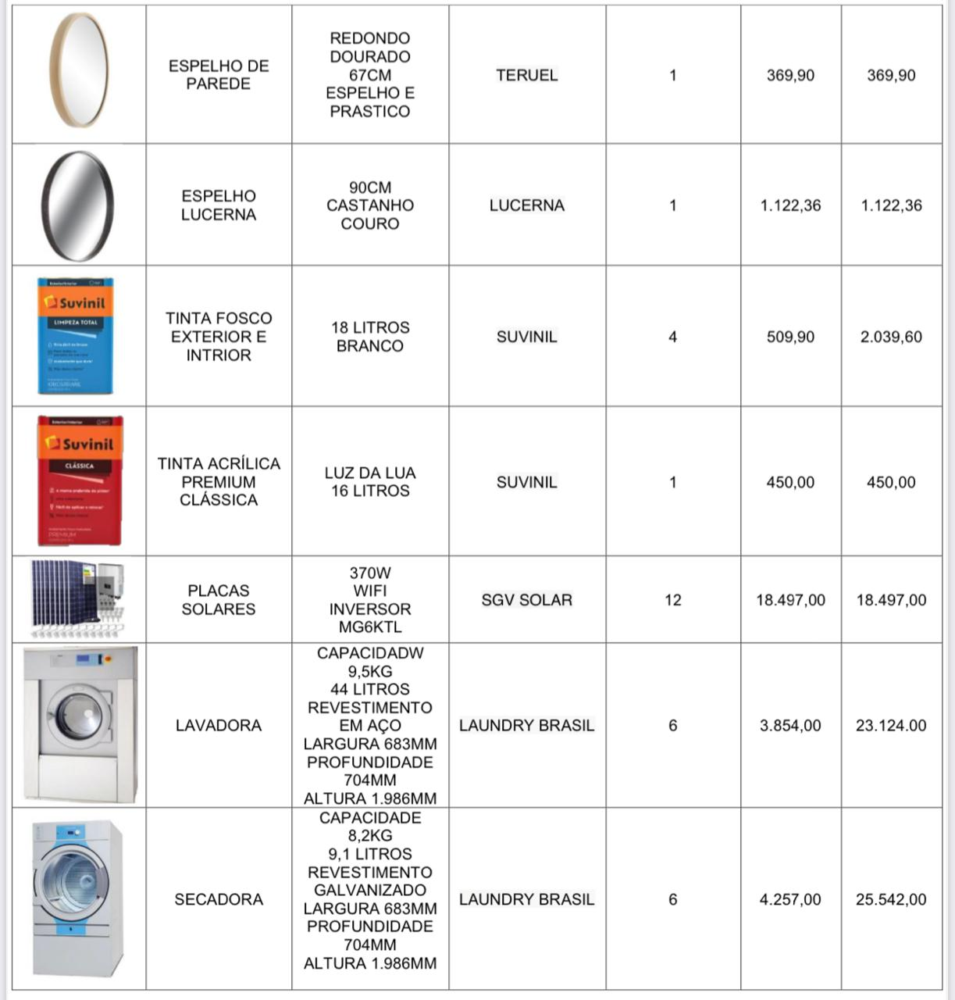 ESPELHO DE
PAREDE
REDONDO
DOURADO
67CM
ESPELHO E
PRASTICO
TERUEL
1
369,90
369,90
ESPELHO
LUCERNA
90CM
CASTANHO
COURO
LUCERNA
1
1.122,36
1.122,36
Suvinil
LIMPEZA TOTAL
TINTA FOSCO
EXTERIOR E
INTRIOR
18 LITROS
BRANCO
SUVINIL
4
509,90
2.039,60
Suvinil
CLÁSSICA
PREMIUM
TINTA ACRÍLICA
PREMIUM
CLÁSSICA
LUZ DA LUA
16 LITROS
SUVINIL
1
450,00
450,00
PLACAS
SOLARES
370W
WIFI
INVERSOR
MG6KTL
SGV SOLAR
12
18.497,00
18.497,00
LAVADORA
CAPACIDADW
9,5KG
44 LITROS
REVESTIMENTO
EM AÇO
LARGURA 683MM
PROFUNDIDADE
704MM
ALTURA 1.986MM
LAUNDRY BRASIL
6
3.854,00
23.124.00
SECADORA
CAPACIDADE
8,2KG
9,1 LITROS
REVESTIMENTO
GALVANIZADO
LARGURA 683MM
PROFUNDIDADE
704MM
ALTURA 1.986MM
LAUNDRY BRASIL
6
4.257,00
25.542,00